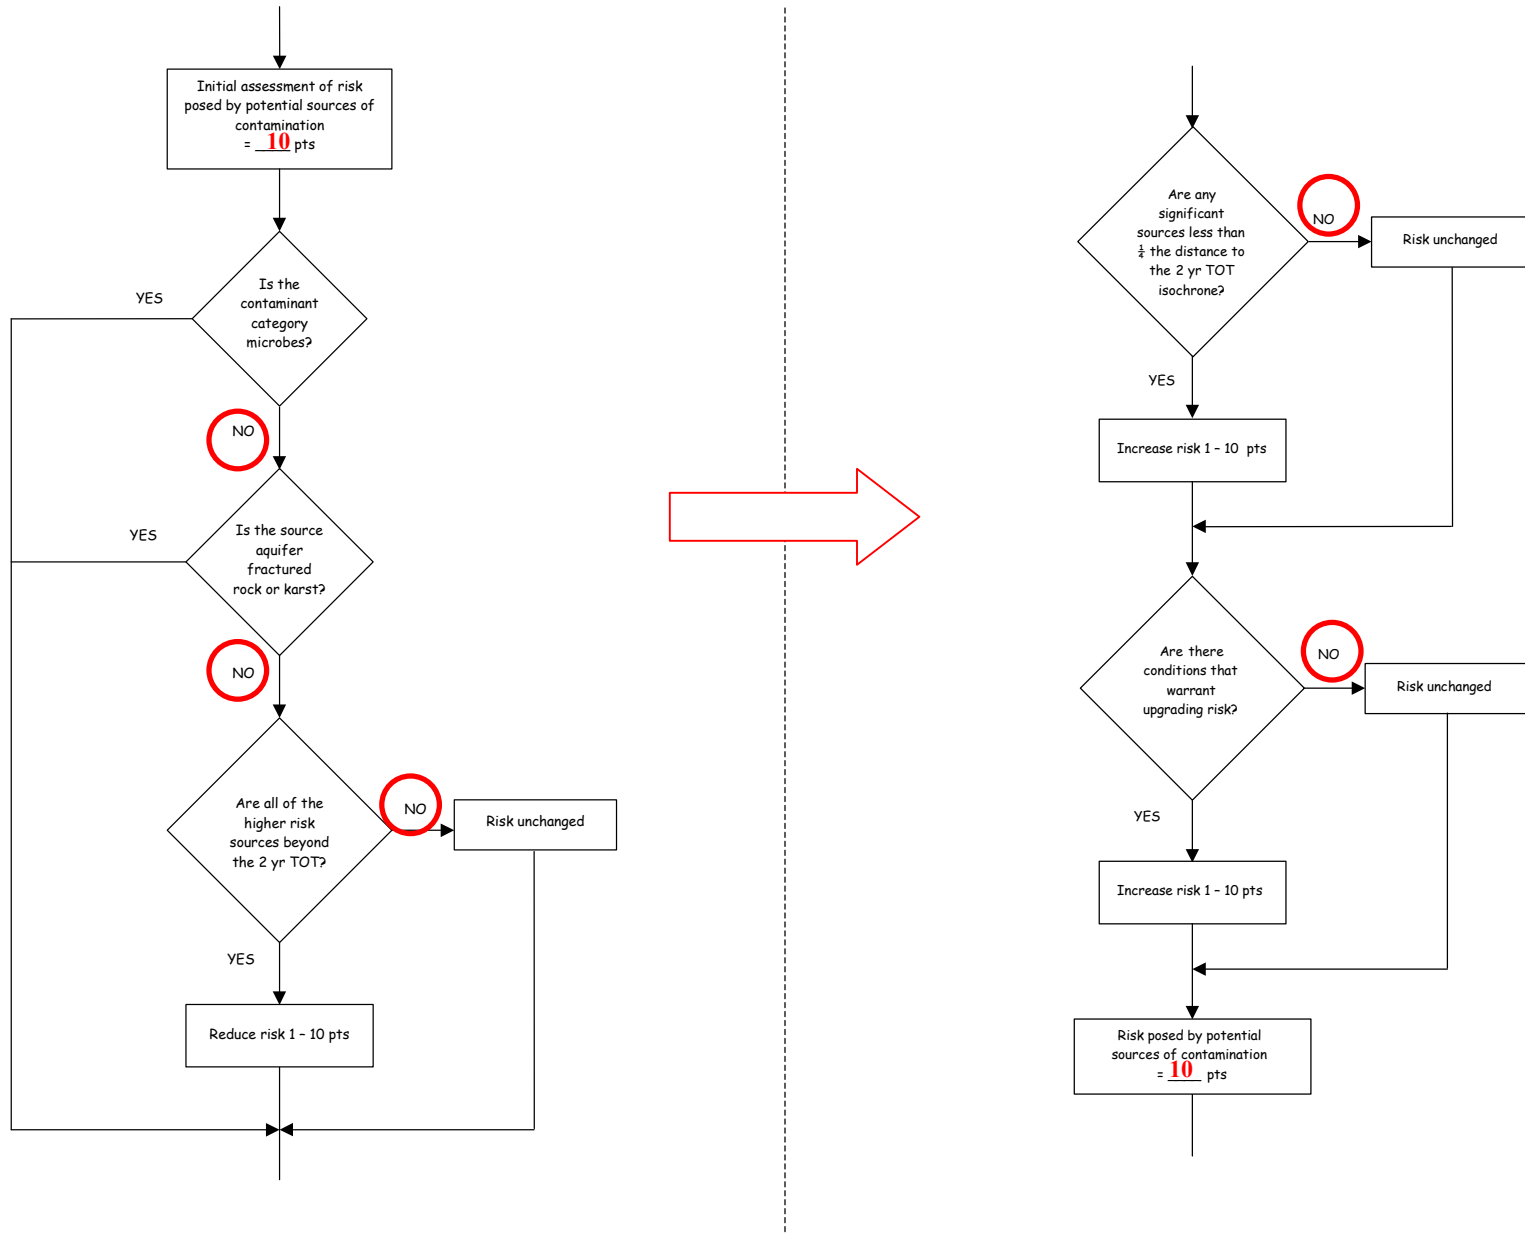 Initial assessment of risk
posed by potential sources of
contamination
= 10 pts
Is the
contaminant
category
microbes?
YES
NO
Is the source
aquifer
fractured
rock or karst?
YES
NO
Are all of the
higher risk
sources beyond
the 2 yr TOT?
NO
Risk unchanged
YES
Reduce risk 1 – 10 pts
Are any
significant
sources less than
¼ the distance to
the 2 yr TOT
isochrone?
NO
Risk unchanged
YES
Increase risk 1 – 10 pts
Are there
conditions that
warrant
upgrading risk?
NO
Risk unchanged
YES
Increase risk 1 – 10 pts
Risk posed by potential
sources of contamination
= 10 pts